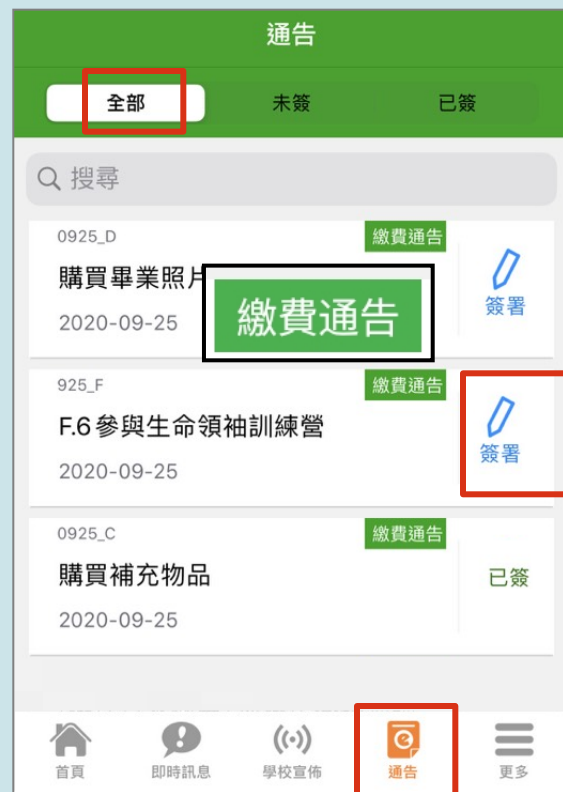 通告
全部 未簽 已簽
搜尋
0925_D 繳費通告
購買畢業照片
簽署
2020-09-25
繳費通告
925_F 繳費通告
F.6參與生命領袖訓練營
簽署
2020-09-25
0925_C 繳費通告
購買補充物品
已簽
2020-09-25
首頁 即時訊息 學校宣佈 通告 更多